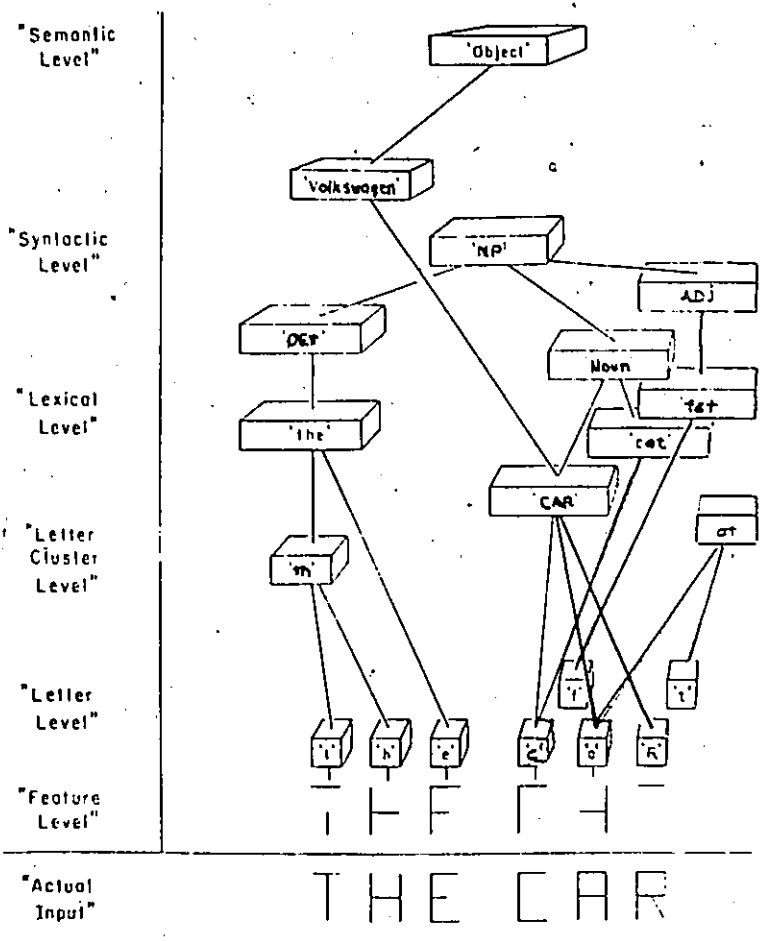 "Semantic
Level"
'Object'
'Volkswagen'
"Syntactic
Level"
'NP'
ADJ
'DET'
Noun
"Lexical
Level"
'fat'
'the'
'cat'
'CAR'
"Letter
Cluster
Level"
at
'th'
"Letter
Level"
'f'
't'
't'
'h'
'e'
'c'
'a'
'R'
"Feature
Level"
"Actual
Input"
THE CAR